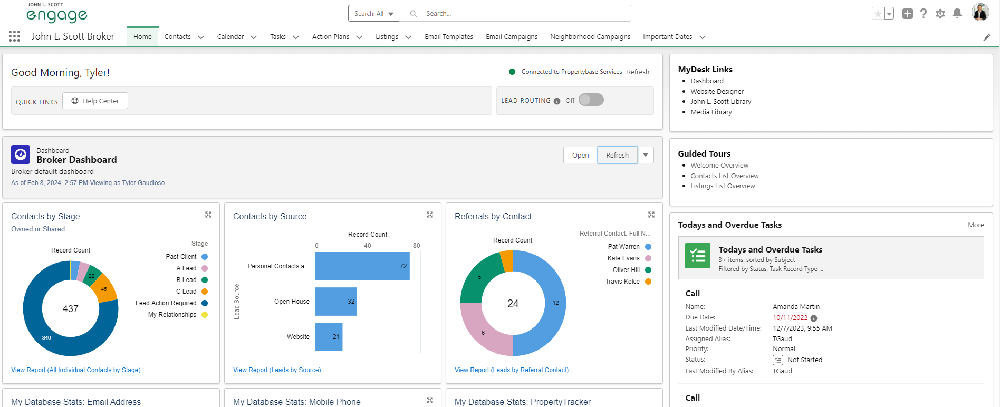 JOHN L. SCOTT
engage
Search: All
Search...
John L. Scott Broker
Home
Contacts
Calendar
Tasks
Action Plans
Listings
Email Templates
Email Campaigns
Neighborhood Campaigns
Important Dates
Good Morning, Tyler!
Connected to Propertybase Services Refresh
QUICK LINKS
Help Center
LEAD ROUTING
Off
Dashboard
Broker Dashboard
Broker default dashboard
As of Feb 8, 2024, 2:57 PM·Viewing as Tyler Gaudioso
Open
Refresh
Contacts by Stage
Owned or Shared
Record Count
Stage
Past Client
A Lead
B Lead
C Lead
Lead Action Required
My Relationships
22
45
437
340
View Report (All Individual Contacts by Stage)
Contacts by Source
Record Count
0
40
80
Lead Source
Personal Contacts a...
72
Open House
32
Website
21
View Report (Leads by Source)
Referrals by Contact
Referral Contact: Full N...
Record Count
Pat Warren
Kate Evans
Oliver Hill
Travis Kelce
5
24
12
6
View Report (Leads by Referral Contact)
My Database Stats: Email Address
My Database Stats: Mobile Phone
My Database Stats: PropertyTracker
MyDesk Links
Dashboard
Website Designer
John L. Scott Library
Media Library
Guided Tours
Welcome Overview
Contacts List Overview
Listings List Overview
Todays and Overdue Tasks
More
Todays and Overdue Tasks
3+ items, sorted by Subject
Filtered by Status, Task Record Type ...
Call
Name: Amanda Martin
Due Date: 10/11/2022
Last Modified Date/Time: 12/7/2023, 9:55 AM
Assigned Alias: TGaud
Priority: Normal
Status: Not Started
Last Modified By Alias: TGaud
Call